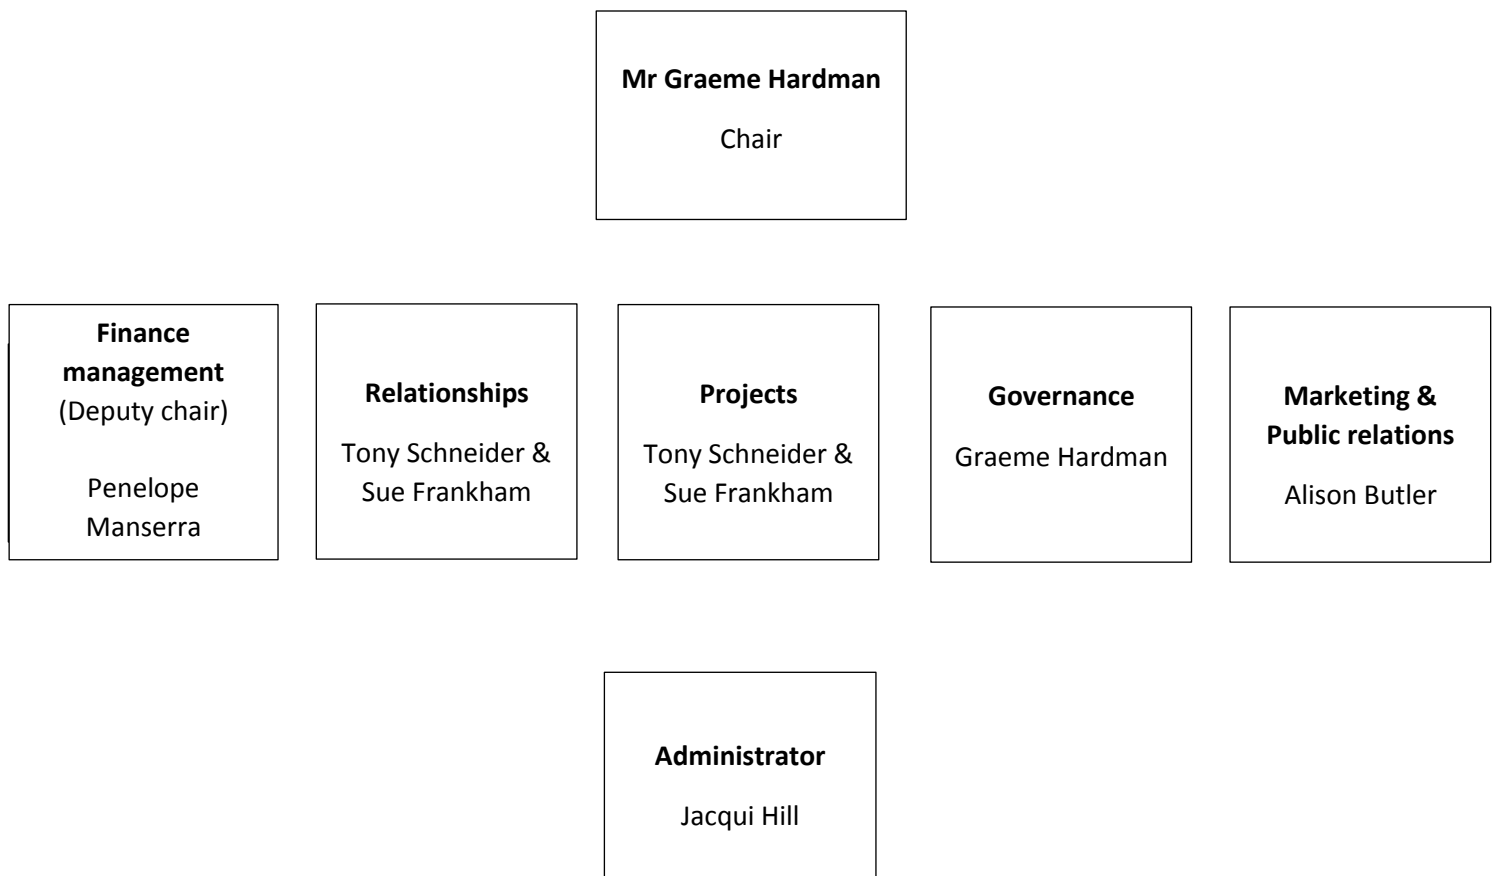 Mr Graeme Hardman
Chair
Finance
management
(Deputy chair)
Penelope
Manserra
Relationships
Tony Schneider &
Sue Frankham
Projects
Tony Schneider &
Sue Frankham
Governance
Graeme Hardman
Marketing &
Public relations
Alison Butler
Administrator
Jacqui Hill